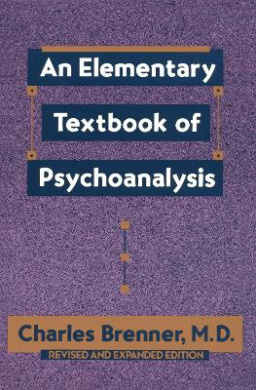 An Elementary
Textbook of
Psychoanalysis
Charles Brenner, M.D.
REVISED AND EXPANDED EDITION